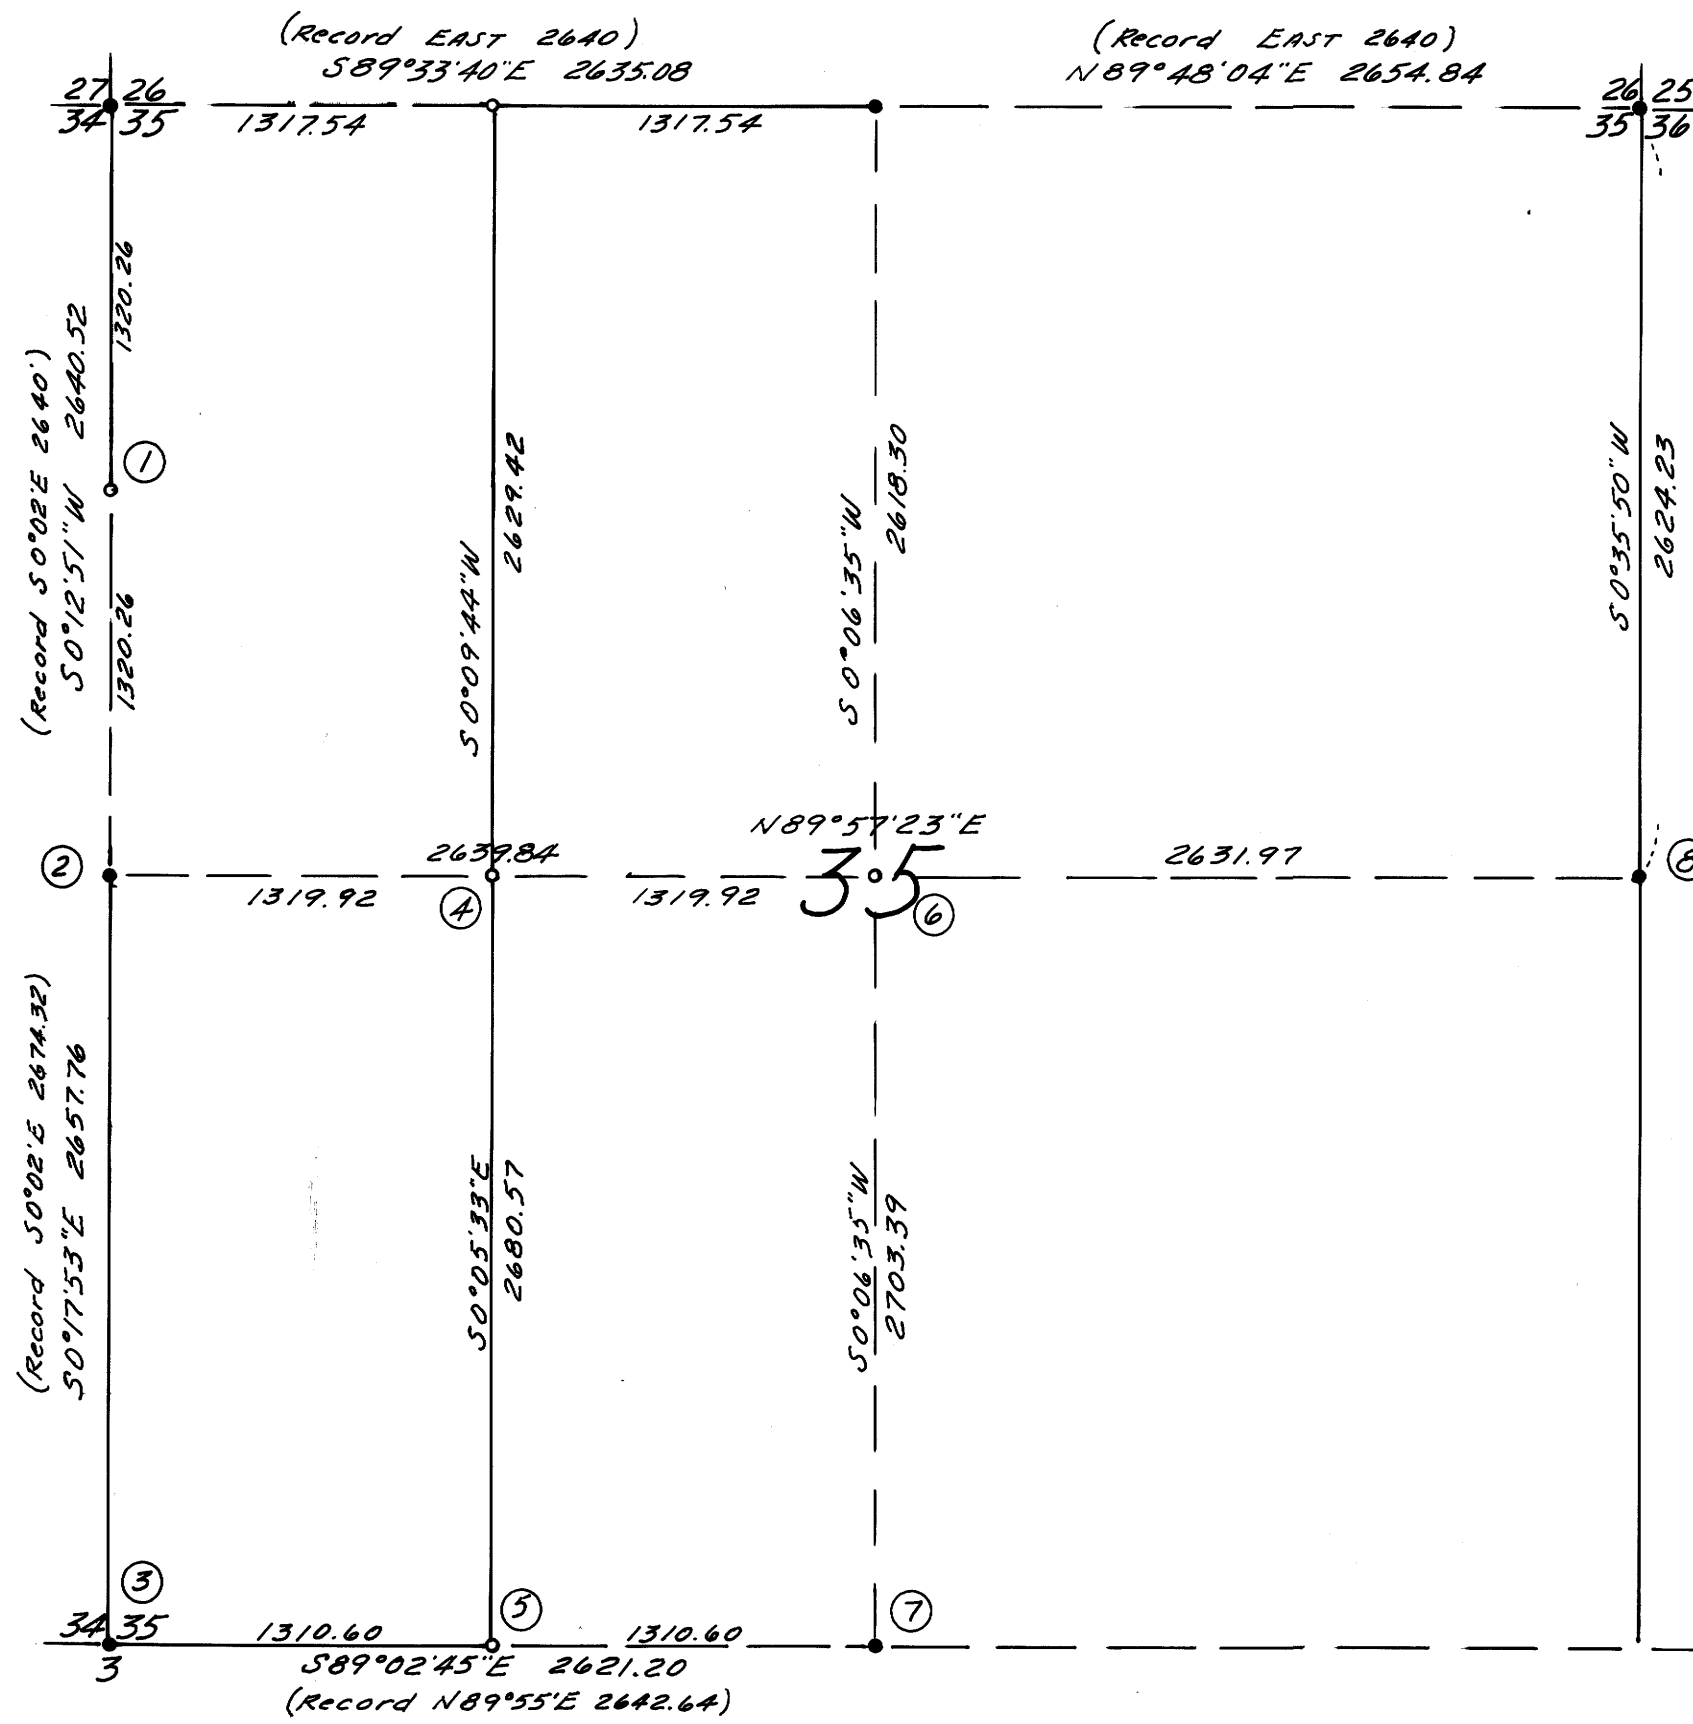 (Record EAST 2640)
S89°33'40"E 2635.08
(Record EAST 2640)
N89°48'04"E 2654.84
27 26
34 35
1317.54
1317.54
26 25
35 36
(Record S0°02'E 2640')
S0°12'51"W 2640.52
1320.26
1
1320.26
S0°09'44"W
2629.42
S0°06'35"W
2618.30
S0°35'50"W
2624.23
N89°57'23"E
2
2639.84
1319.92
4
1319.92
35
6
2631.97
8
(Record S0°02'E 2674.32)
S0°17'53"E 2657.76
S0°05'33"E
2680.57
S0°06'35"W
2703.39
3
34 35
3
1310.60
5
1310.60
7
S89°02'45"E 2621.20
(Record N89°55'E 2642.64)